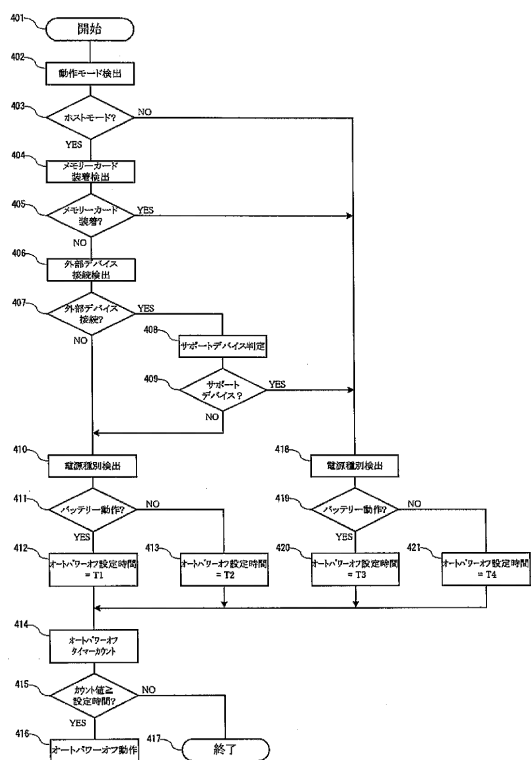 401
開始
402
動作モード検出
403
ホストモード?
NO
YES
404
メモリーカード
装着検出
405
メモリーカード
装着?
YES
NO
406
外部デバイス
接続検出
407
外部デバイス
接続?
YES
NO
408
サポートデバイス判定
409
サポート
デバイス?
YES
NO
410
電源種別検出
411
バッテリー動作?
NO
YES
412
オートパワーオフ設定時間
= T1
413
オートパワーオフ設定時間
= T2
418
電源種別検出
419
バッテリー動作?
NO
YES
420
オートパワーオフ設定時間
= T3
421
オートパワーオフ設定時間
= T4
414
オートパワーオフ
タイマーカウント
415
カウント値≧
設定時間?
NO
YES
416
オートパワーオフ動作
417
終了